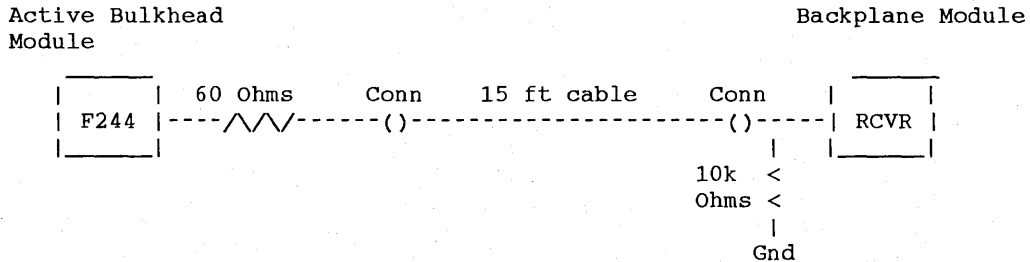 Active Bulkhead Backplane Module
Module
60 Ohms Conn 15 ft cable Conn
| F244 |----/\/\/------()-----------------------()-----| RCVR |
10k <
Ohms <
|
Gnd